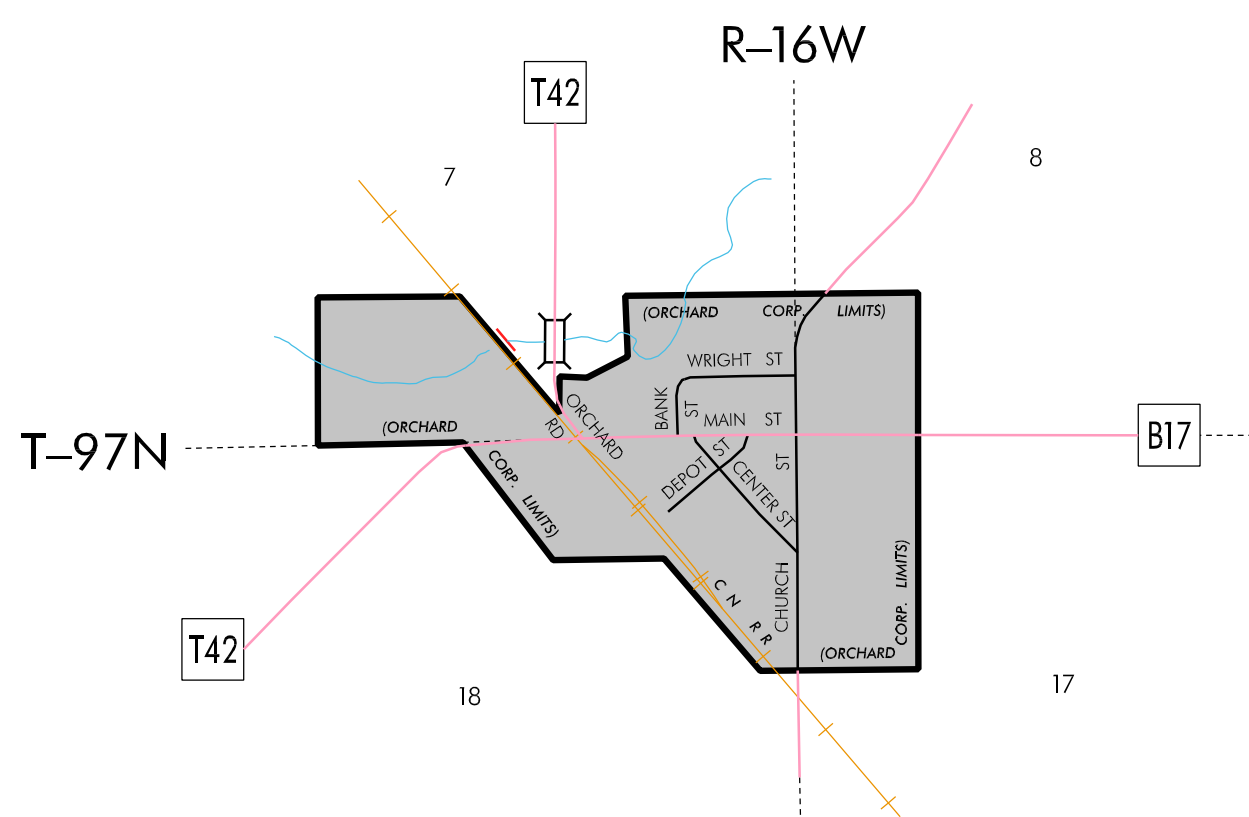 R–16W
T42
8
7
(ORCHARD CORP. LIMITS)
WRIGHT ST
BANK ST
MAIN ST
ORCHARD RD
(ORCHARD CORP. LIMITS)
T–97N
B17
DEPOT ST
CENTER ST
CHURCH ST
C N R R
(ORCHARD CORP. LIMITS)
T42
18
17